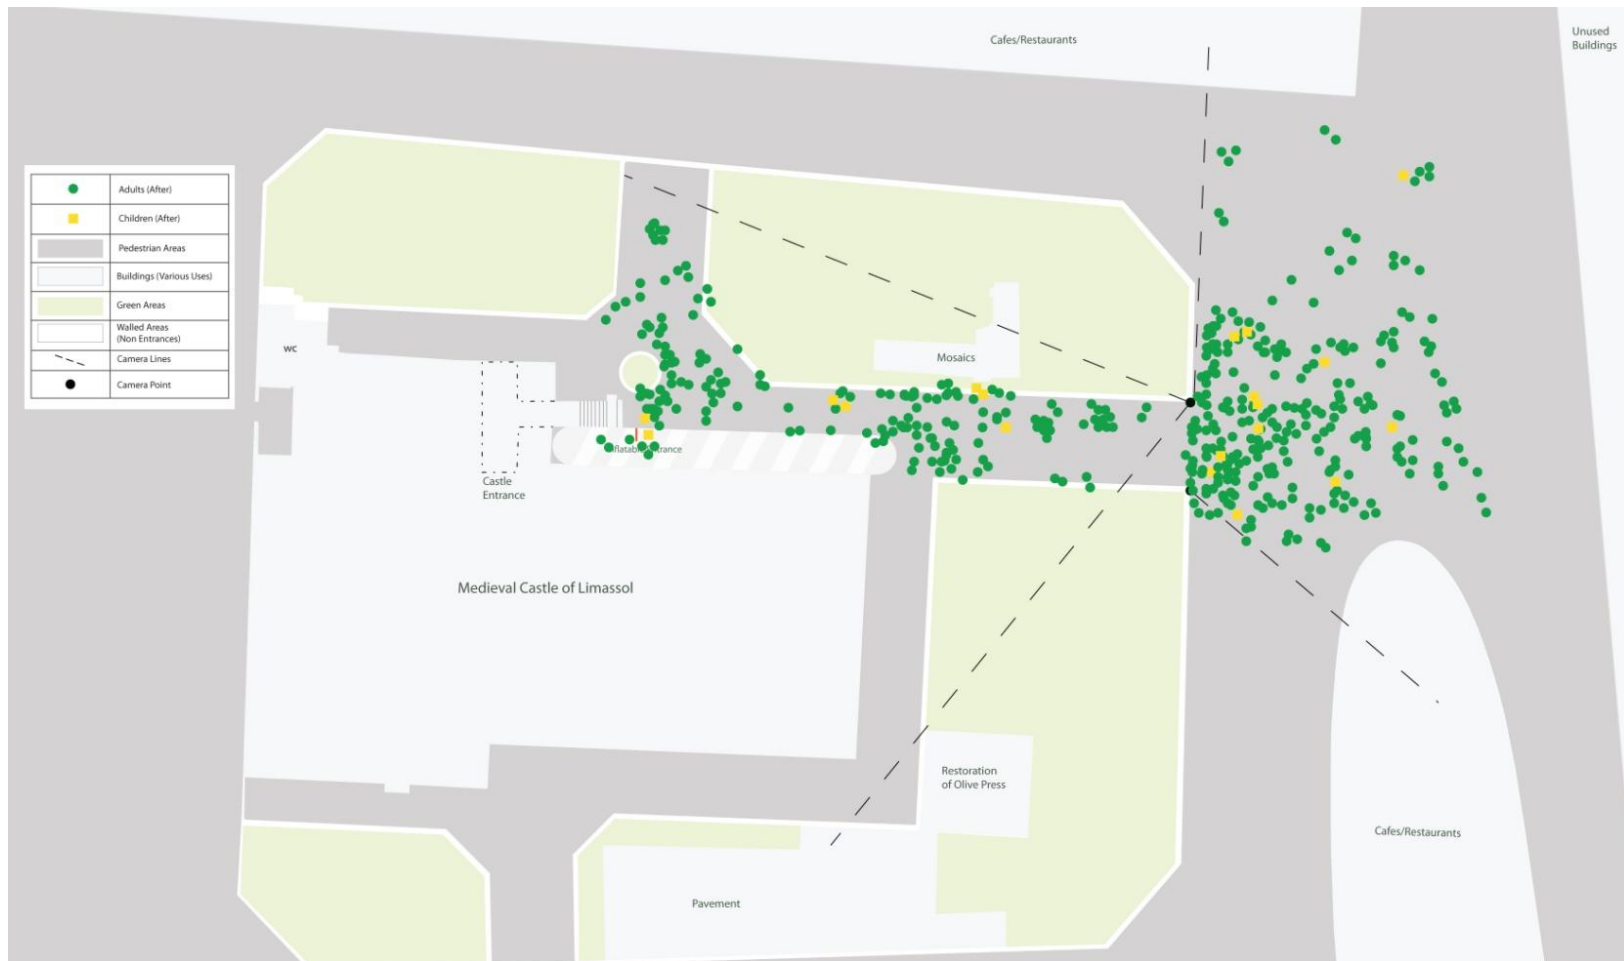 Cafes/Restaurants
Unused
Buildings
Adults (After)
Children (After)
Pedestrian Areas
Buildings (Various Uses)
Green Areas
Walled Areas
(Non Entrances)
Camera Lines
Camera Point
WC
Mosaics
Castle
Entrance
Medieval Castle of Limassol
Restoration
of Olive Press
Cafes/Restaurants
Pavement